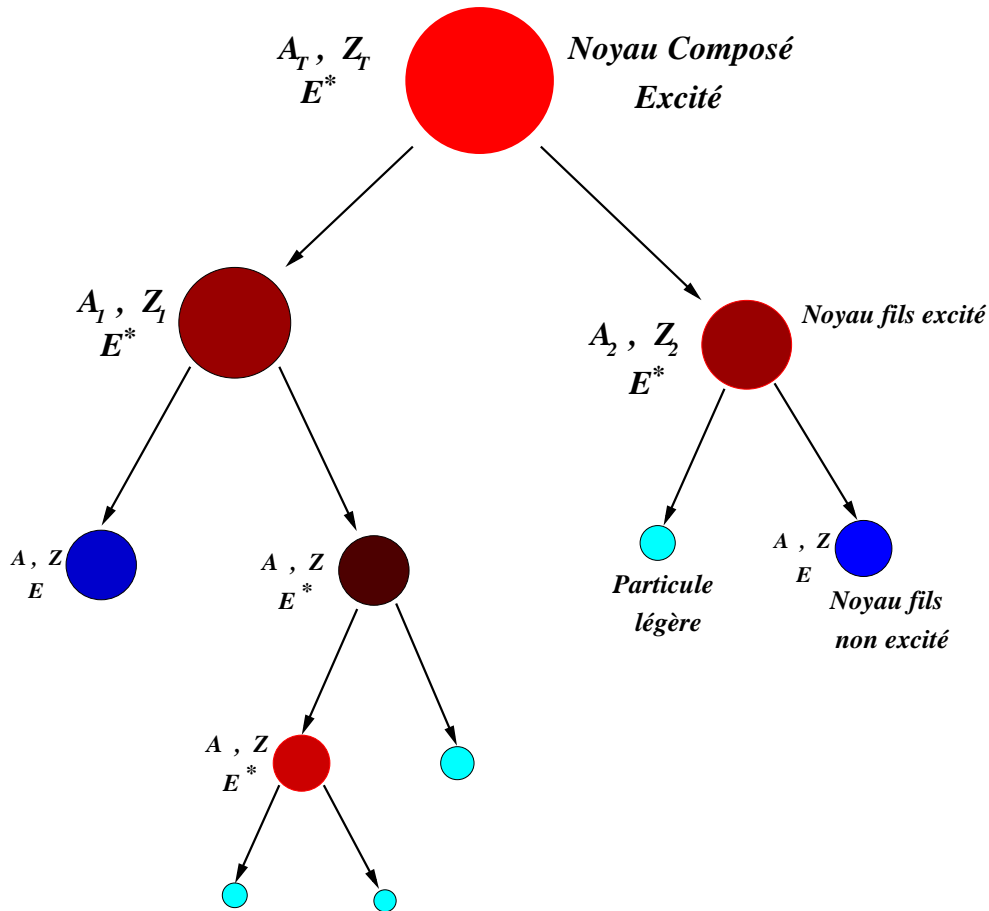 A_T , Z_T
E*
Noyau Composé
Excité
A_1 , Z_1
E*
A_2 , Z_2
E*
Noyau fils excité
A , Z
E
A , Z
E*
Particule
légère
A , Z
E
Noyau fils
non excité
A , Z
E*